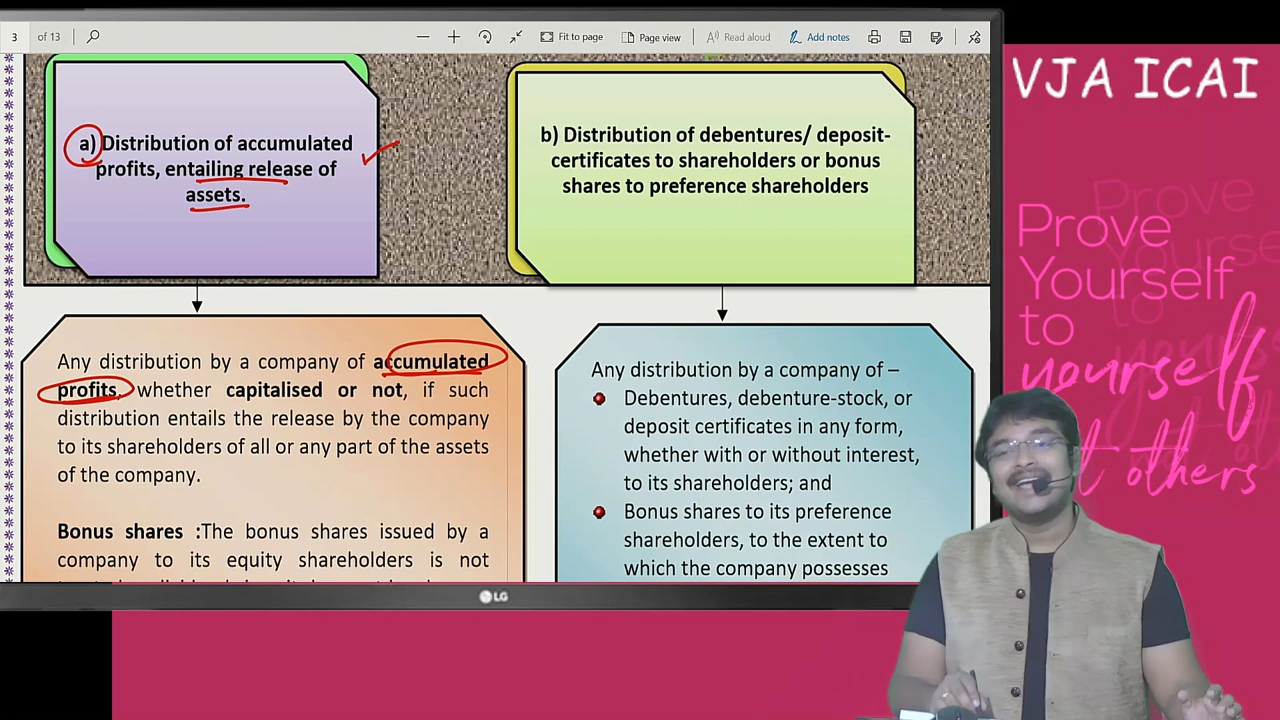 3 of 13
Fit to page
Page view
Read aloud
Add notes
a) Distribution of accumulated
profits, entailing release of
assets.
b) Distribution of debentures/ deposit-
certificates to shareholders or bonus
shares to preference shareholders
Any distribution by a company of accumulated
profits, whether capitalised or not, if such
distribution entails the release by the company
to its shareholders of all or any part of the assets
of the company.
Bonus shares :The bonus shares issued by a
company to its equity shareholders is not
Any distribution by a company of –
Debentures, debenture-stock, or
deposit certificates in any form,
whether with or without interest,
to its shareholders; and
Bonus shares to its preference
shareholders, to the extent to
which the company possesses
LG
VJA ICAI
Prove
Yourself
to
yourself
others